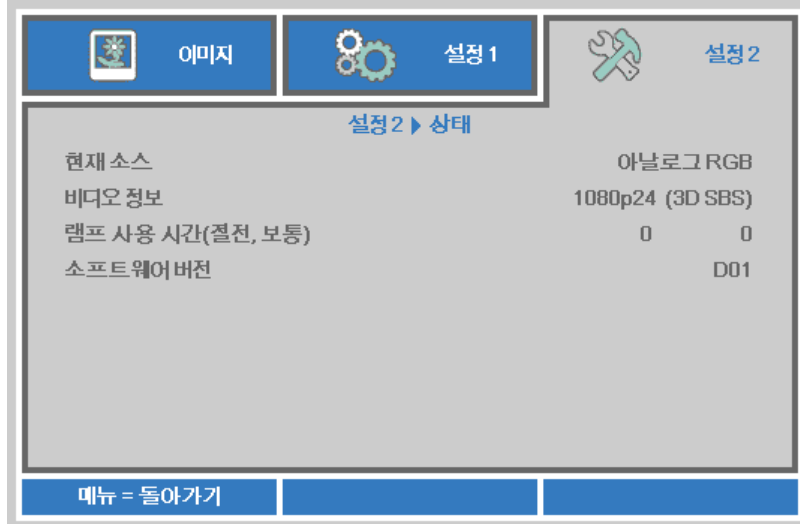 이미지
설정 1
설정 2
설정 2 ▶ 상태
현재 소스 아날로그 RGB
비디오 정보 1080p24 (3D SBS)
램프 사용 시간(절전, 보통) 0 0
소프트웨어 버전 D01
메뉴 = 돌아가기